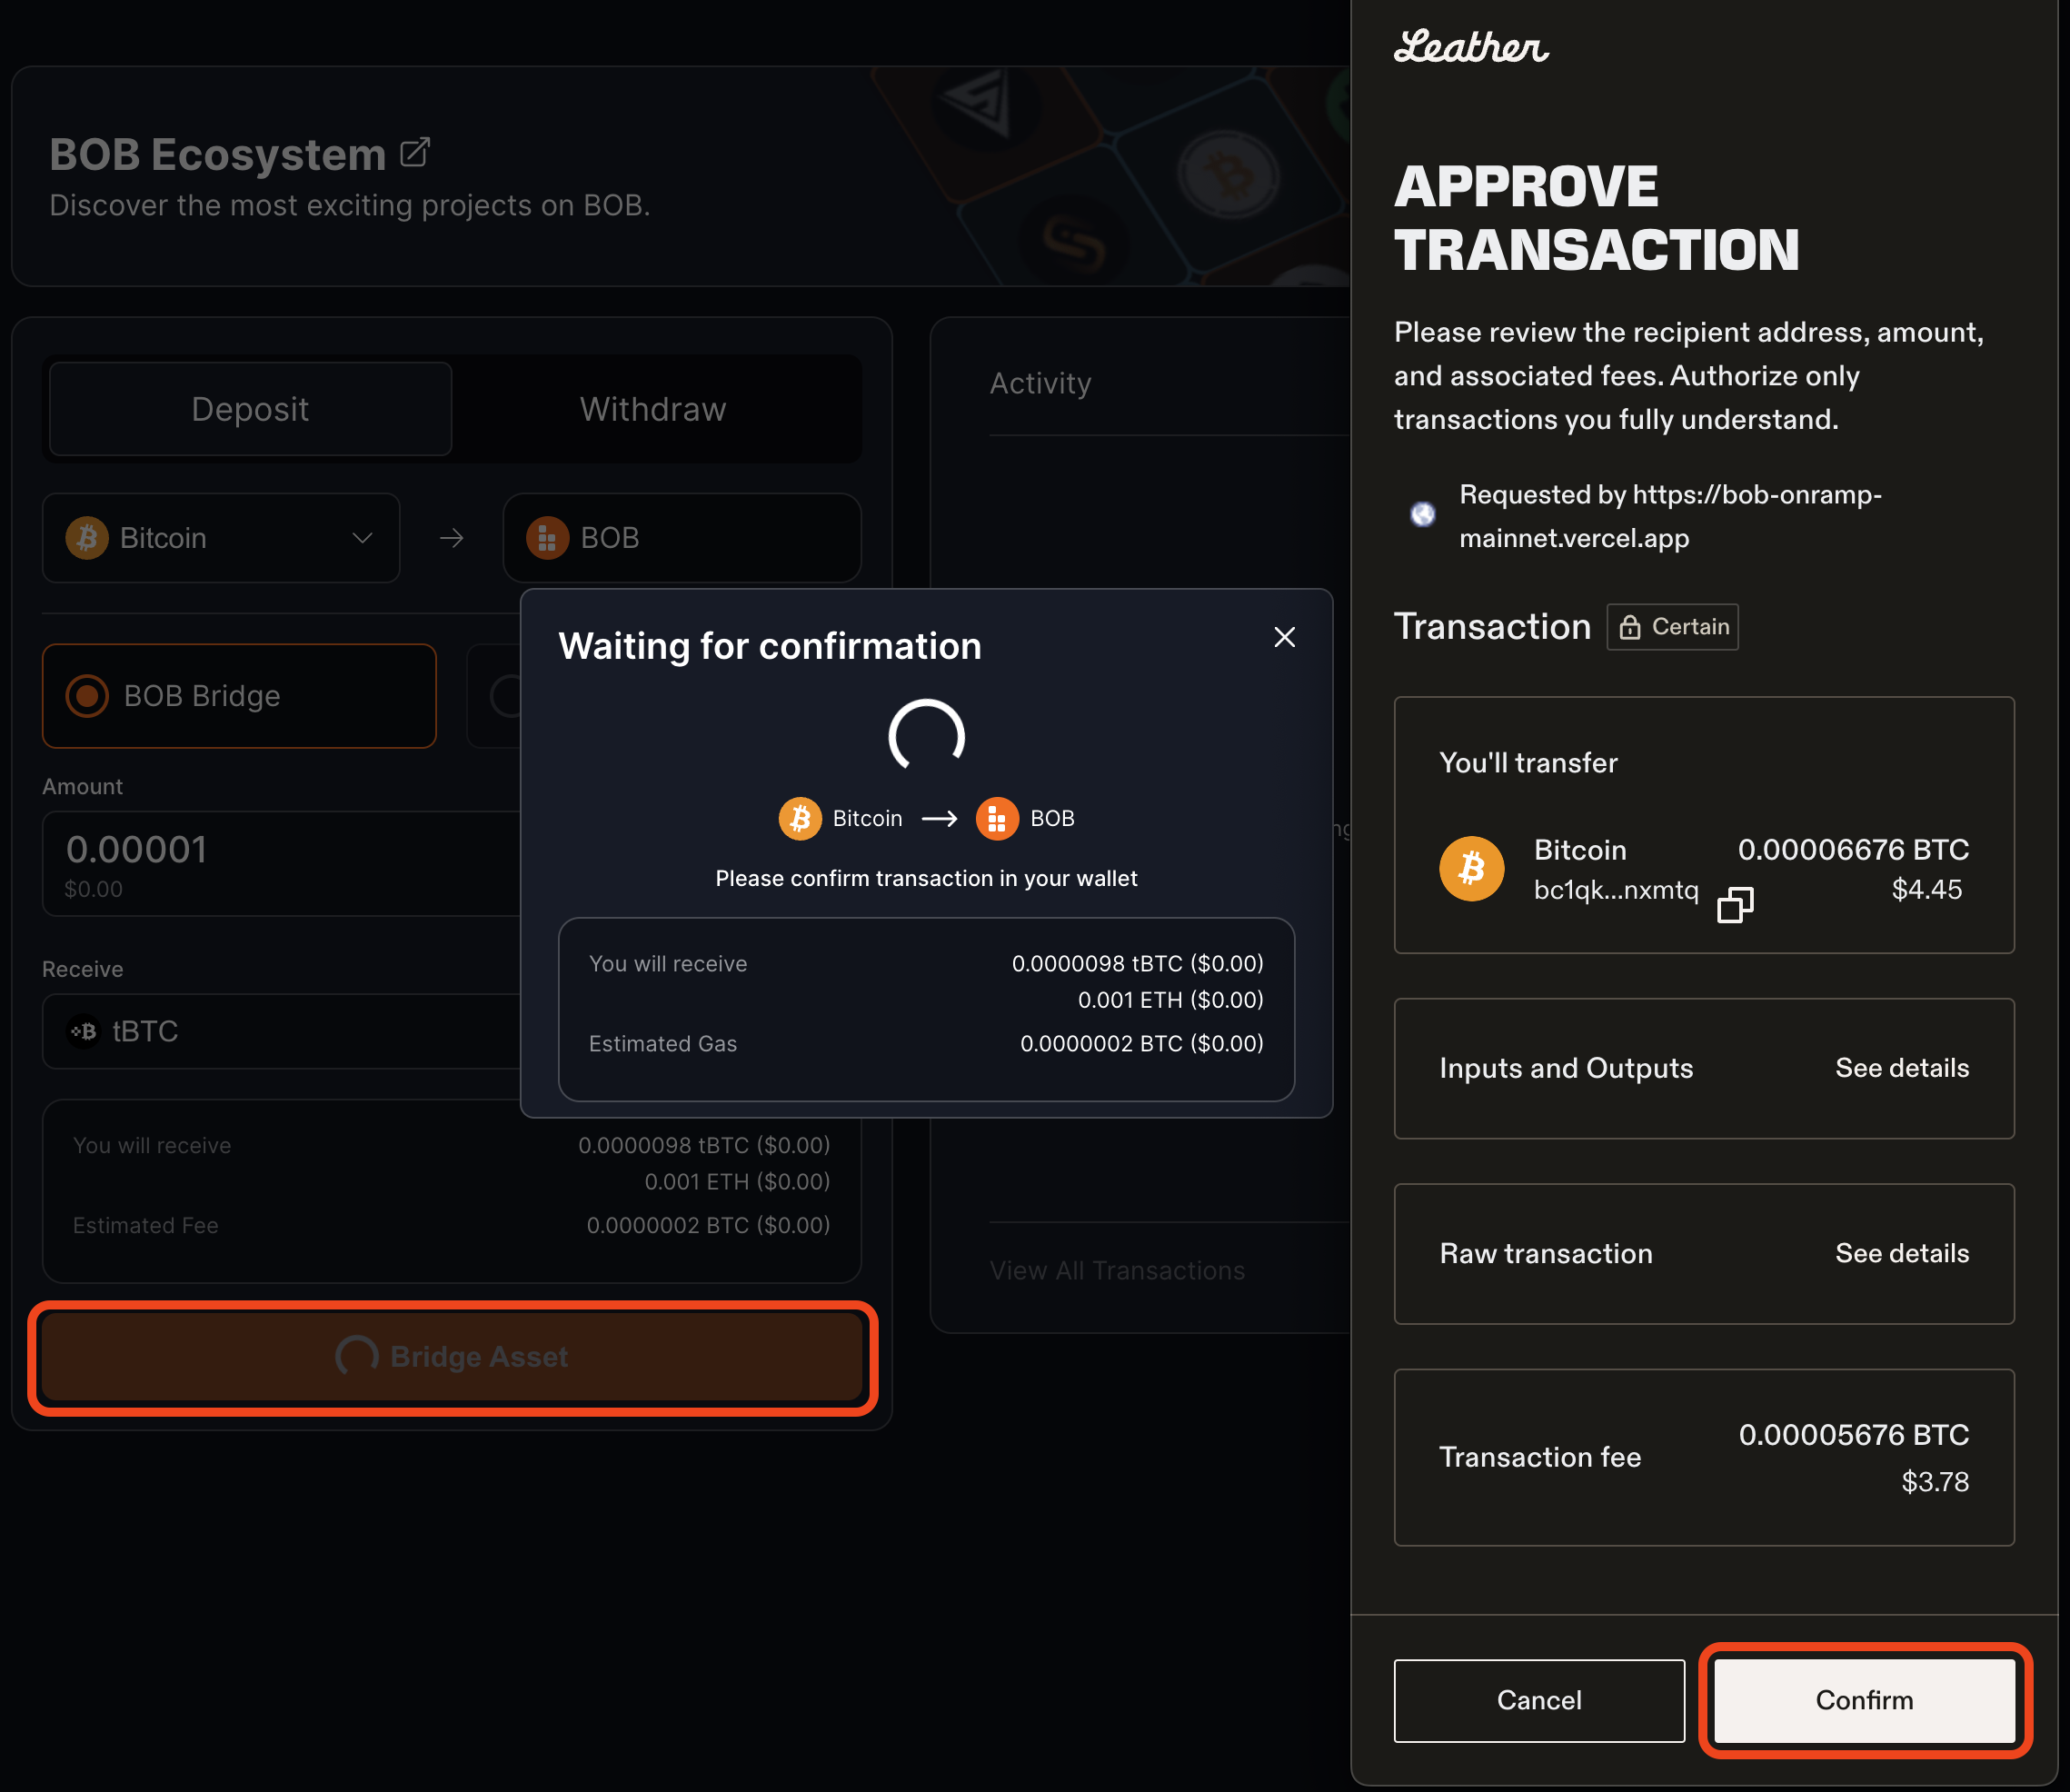 BOB Ecosystem
Discover the most exciting projects on BOB.
Deposit
Withdraw
Bitcoin
BOB
BOB Bridge
Amount
0.00001
$0.00
Receive
tBTC
You will receive
0.0000098 tBTC ($0.00)
0.001 ETH ($0.00)
Estimated Fee
0.0000002 BTC ($0.00)
Bridge Asset
Activity
View All Transactions
Waiting for confirmation
Bitcoin
BOB
Please confirm transaction in your wallet
You will receive
0.0000098 tBTC ($0.00)
0.001 ETH ($0.00)
Estimated Gas
0.0000002 BTC ($0.00)
Leather
APPROVE
TRANSACTION
Please review the recipient address, amount,
and associated fees. Authorize only
transactions you fully understand.
Requested by https://bob-onramp-
mainnet.vercel.app
Transaction
Certain
You'll transfer
Bitcoin
0.00006676 BTC
bc1qk...nxmtq
$4.45
Inputs and Outputs
See details
Raw transaction
See details
Transaction fee
0.00005676 BTC
$3.78
Cancel
Confirm